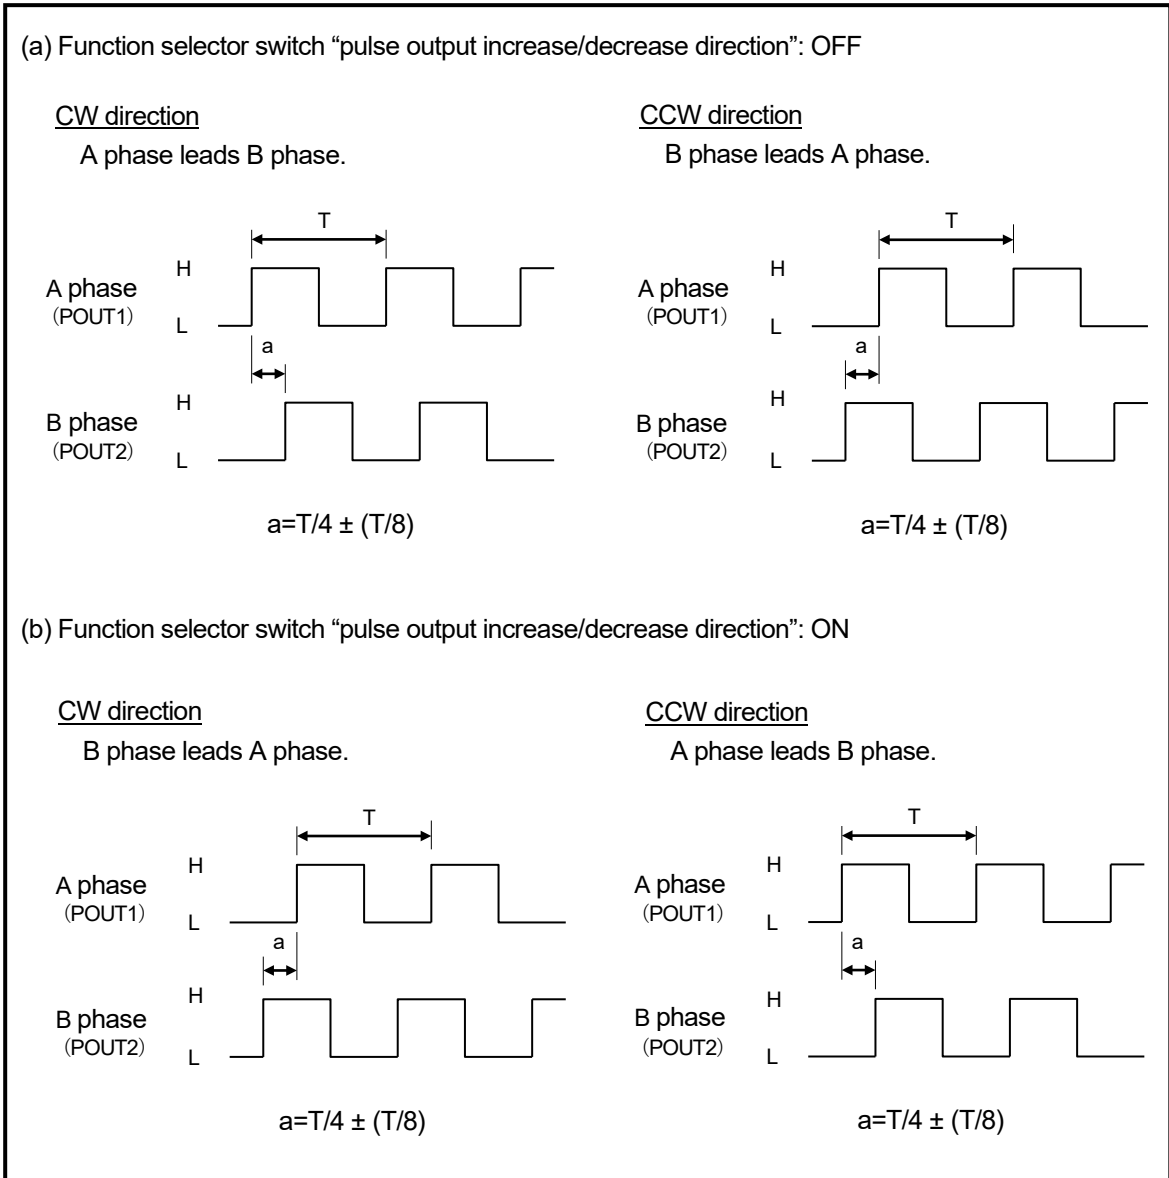 (a) Function selector switch “pulse output increase/decrease direction”: OFF
CW direction
A phase leads B phase.
T
A phase
(POUT1)
H
L
a
B phase
(POUT2)
H
L
a=T/4 ± (T/8)
CCW direction
B phase leads A phase.
T
A phase
(POUT1)
H
L
a
B phase
(POUT2)
H
L
a=T/4 ± (T/8)
(b) Function selector switch “pulse output increase/decrease direction”: ON
CW direction
B phase leads A phase.
T
A phase
(POUT1)
H
L
a
B phase
(POUT2)
H
L
a=T/4 ± (T/8)
CCW direction
A phase leads B phase.
T
A phase
(POUT1)
H
L
a
B phase
(POUT2)
H
L
a=T/4 ± (T/8)